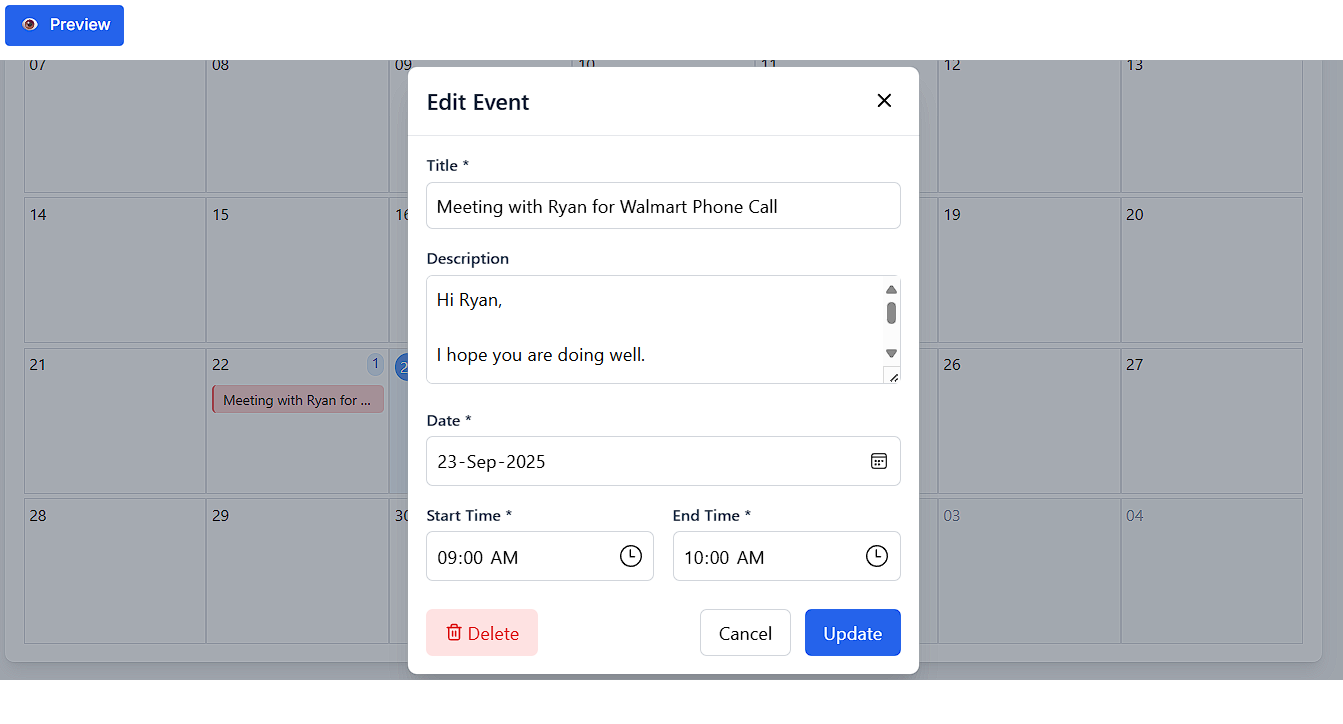 Preview
07 08 09 10 11 12 13
Edit Event
Title *
Meeting with Ryan for Walmart Phone Call
14 15 16 19 20
Description
Hi Ryan,
I hope you are doing well.
21 22 1 2 26 27
Meeting with Ryan for ...
Date *
23-Sep-2025
28 29 30 03 04
Start Time * End Time *
09:00 AM 10:00 AM
Delete Cancel Update